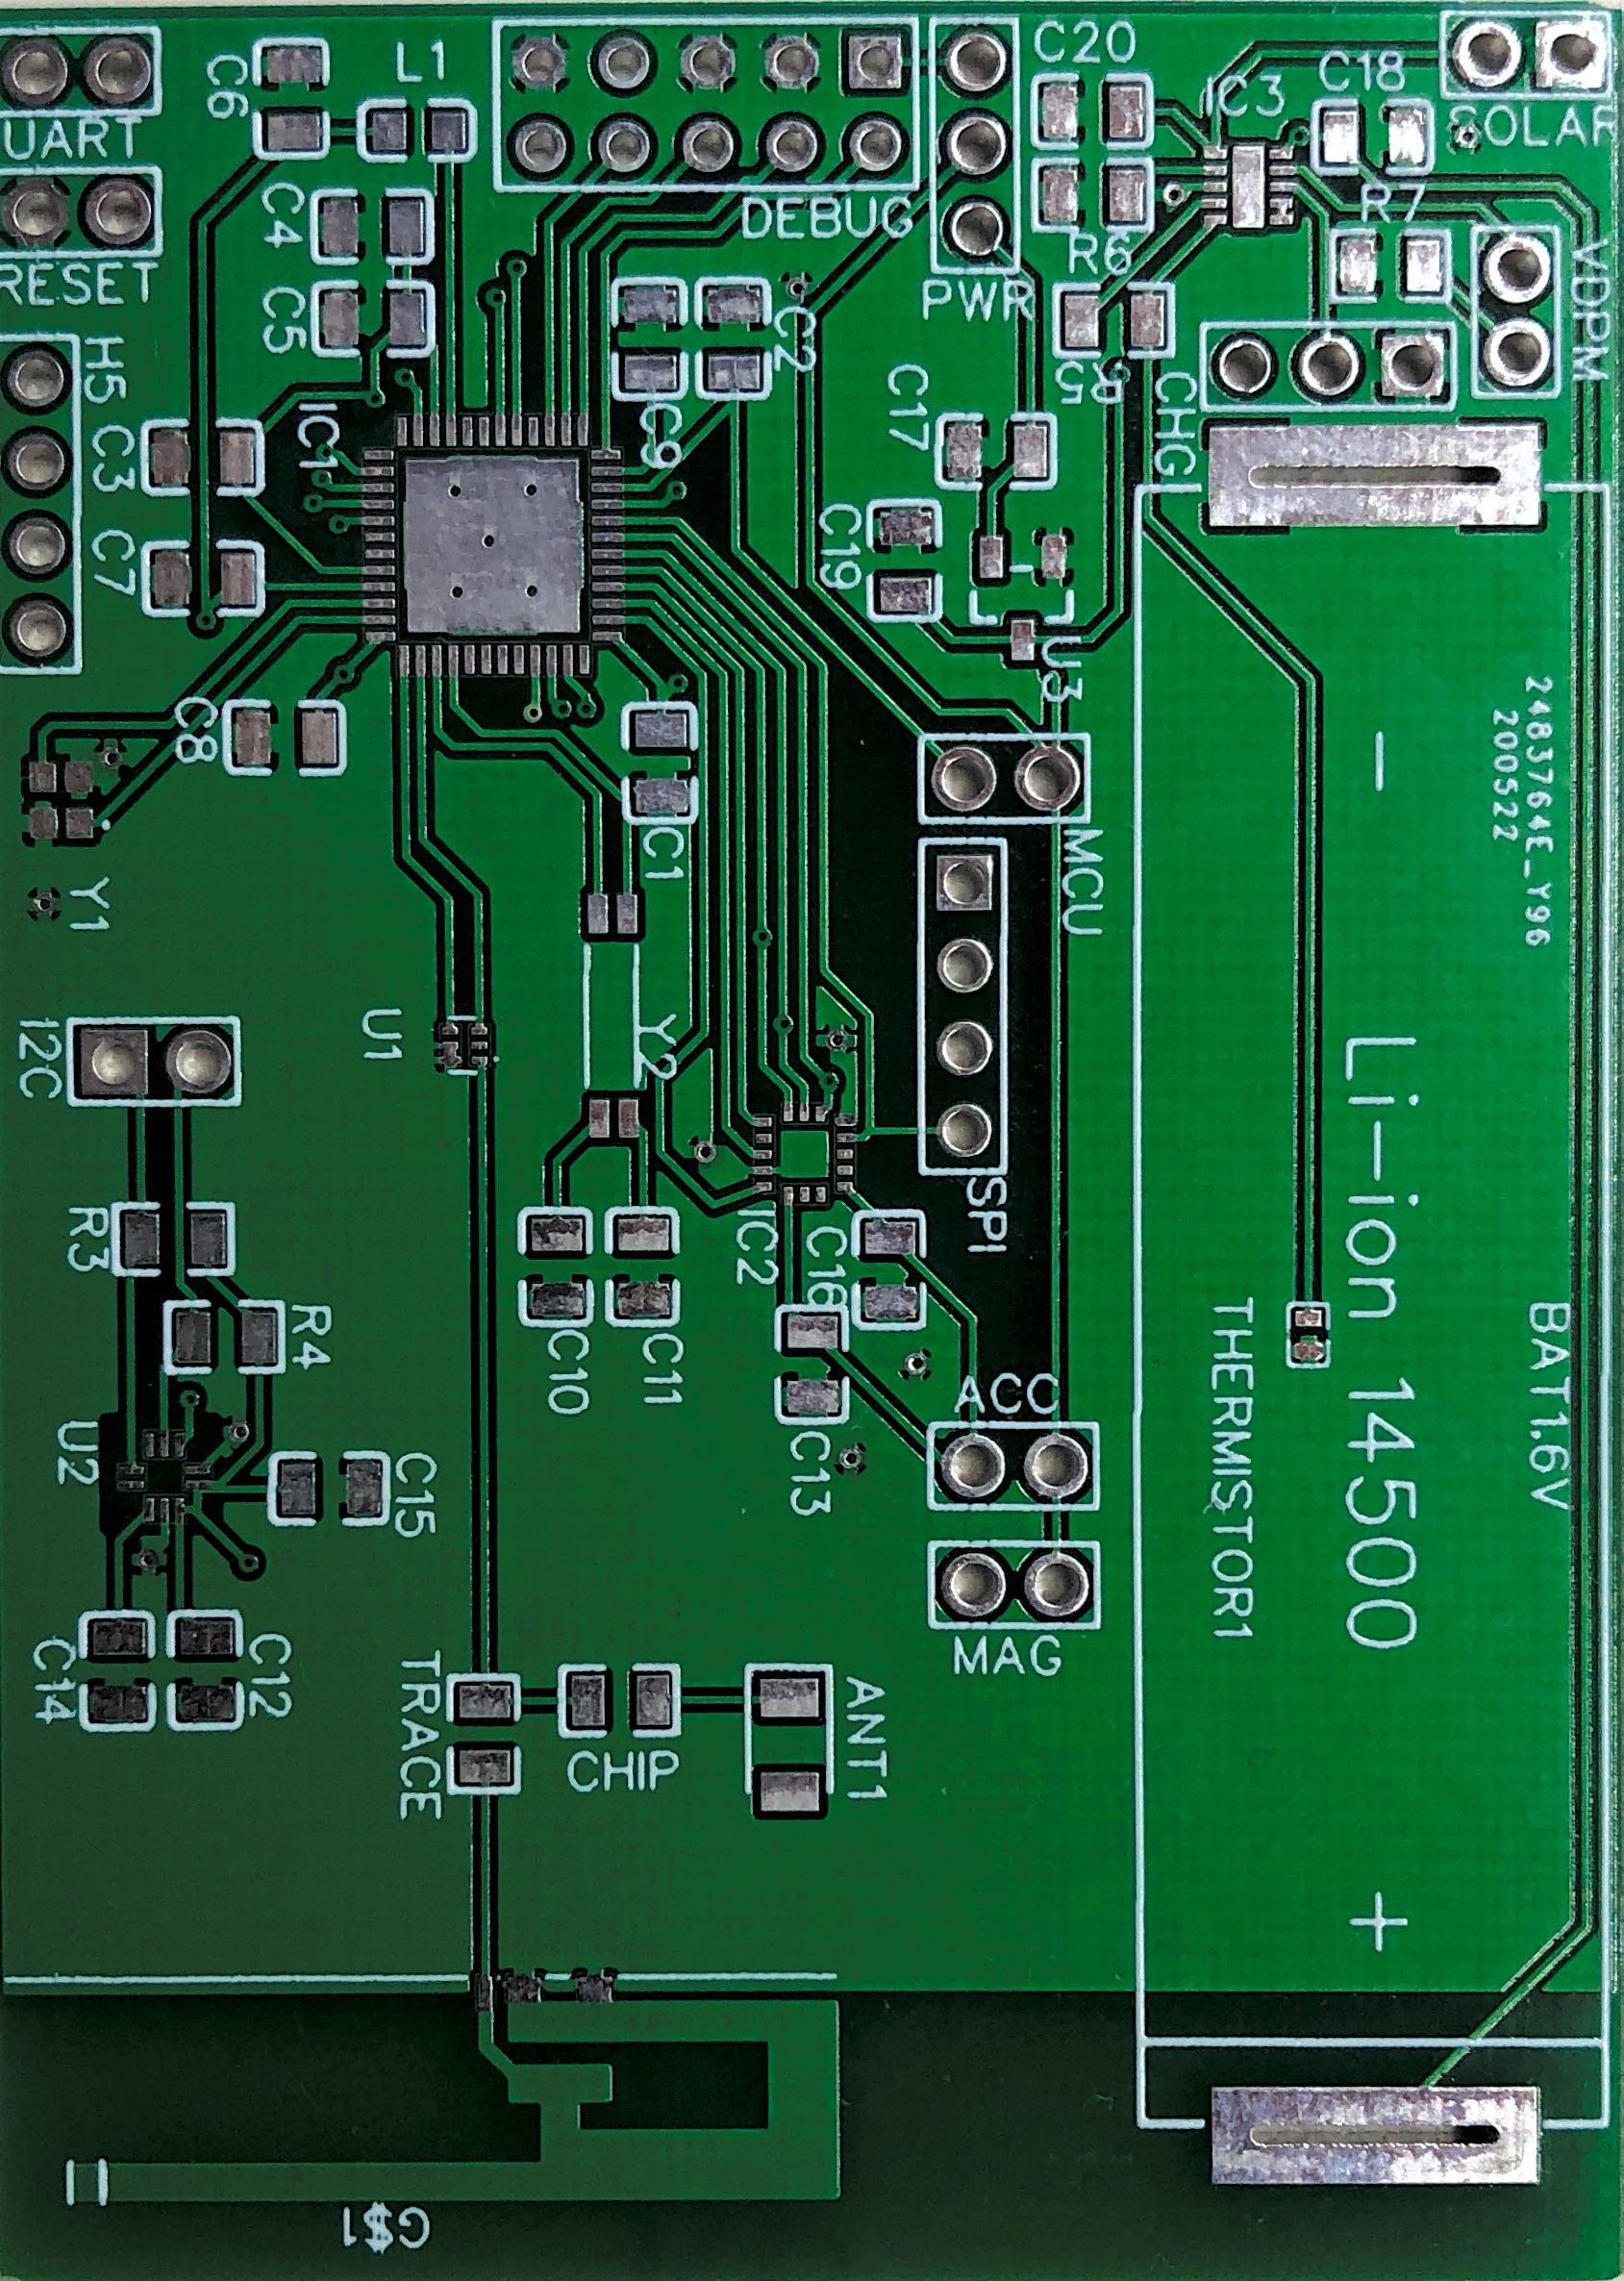 SOLAR
VDPM
2483764E_Y96
200522
BAT1.6V
C18
R7
− Li-ion 14500 +
IC3
THERMISTOR1
CHG
C20
R6
R5
MCU
U3
ACC
MAG
PWR
SPI
C17
DEBUG
C19
C16
C13
ANT1
C2
IC2
C9
C1
Y2
C11
CHIP
C10
L1
TRACE
C15
U1
G$1
IC1
C4
C5
R4
C12
C6
C8
UART
RESET
H5
C3
C7
Y1
R3
U2
I2C
C14